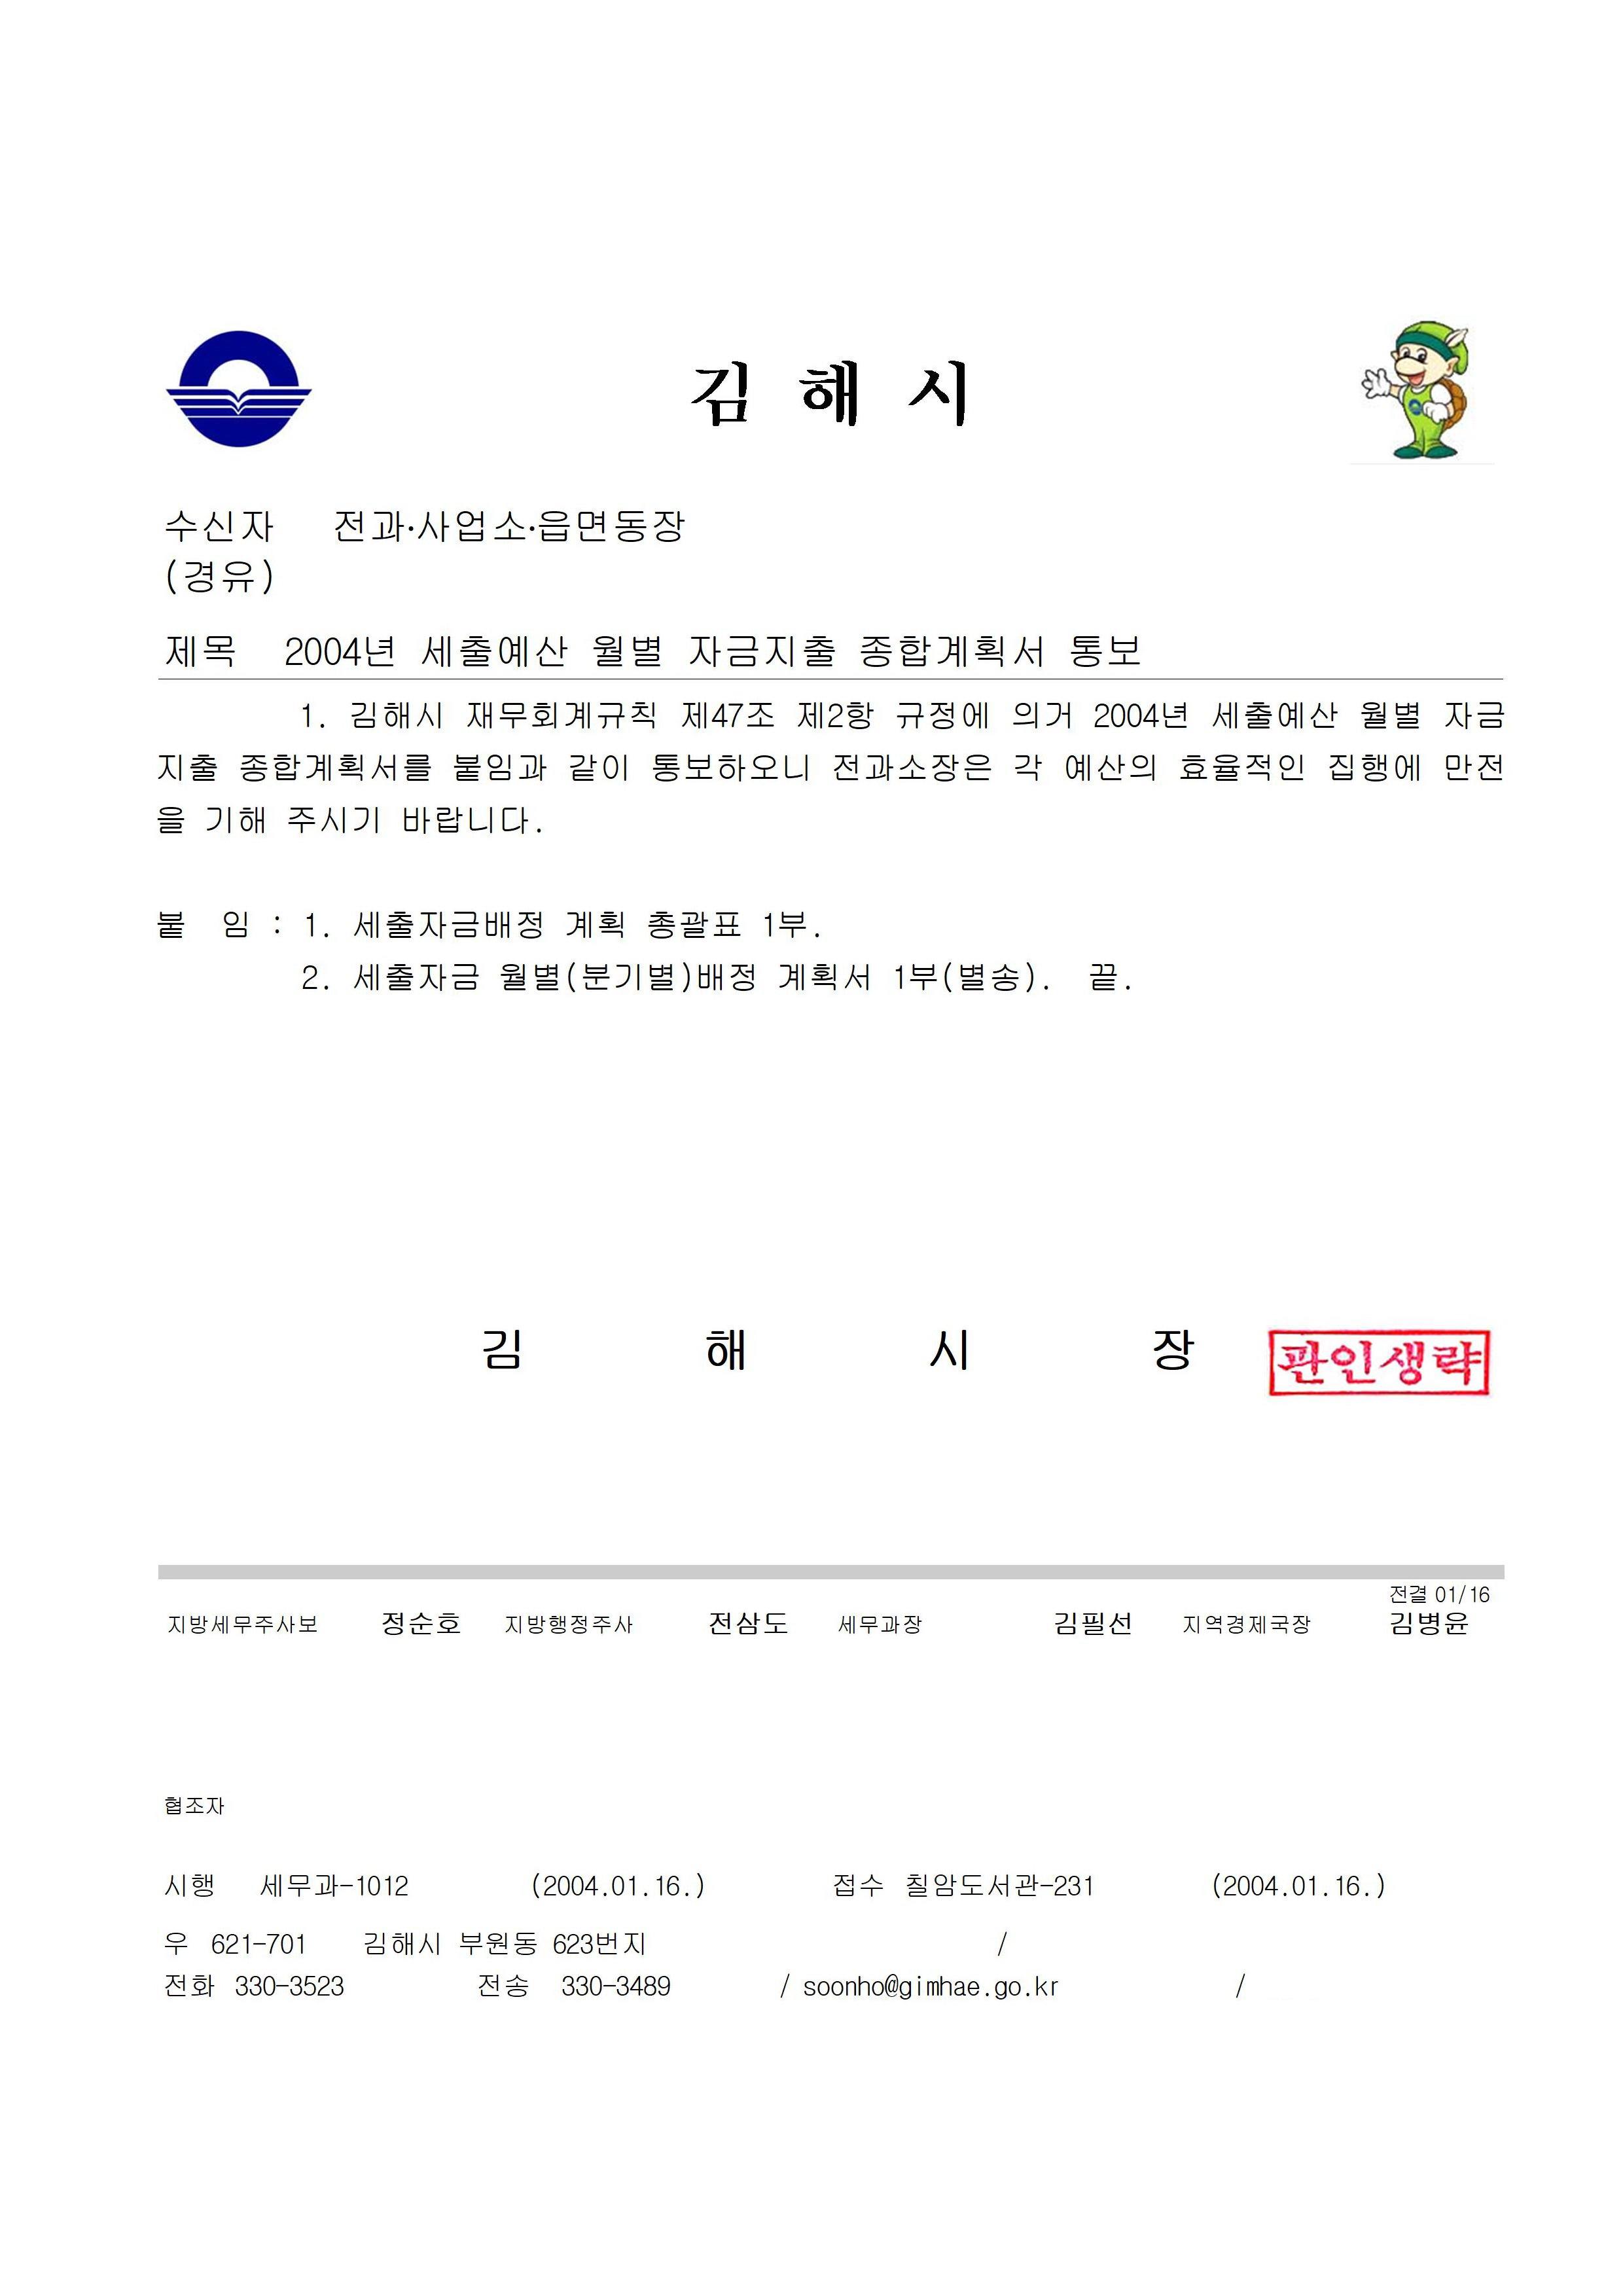 김 해 시
수신자 전과·사업소·읍면동장
(경유)
제목 2004년 세출예산 월별 자금지출 종합계획서 통보
1. 김해시 재무회계규칙 제47조 제2항 규정에 의거 2004년 세출예산 월별 자금
지출 종합계획서를 붙임과 같이 통보하오니 전과소장은 각 예산의 효율적인 집행에 만전
을 기해 주시기 바랍니다.
붙 임 : 1. 세출자금배정 계획 총괄표 1부.
2. 세출자금 월별(분기별)배정 계획서 1부(별송). 끝.
김 해 시 장 관인생략
전결 01/16
지방세무주사보 정순호 지방행정주사 전삼도 세무과장 김필선 지역경제국장 김병윤
협조자
시행 세무과-1012 (2004.01.16.) 접수 칠암도서관-231 (2004.01.16.)
우 621-701 김해시 부원동 623번지 /
전화 330-3523 전송 330-3489 / soonho@gimhae.go.kr /